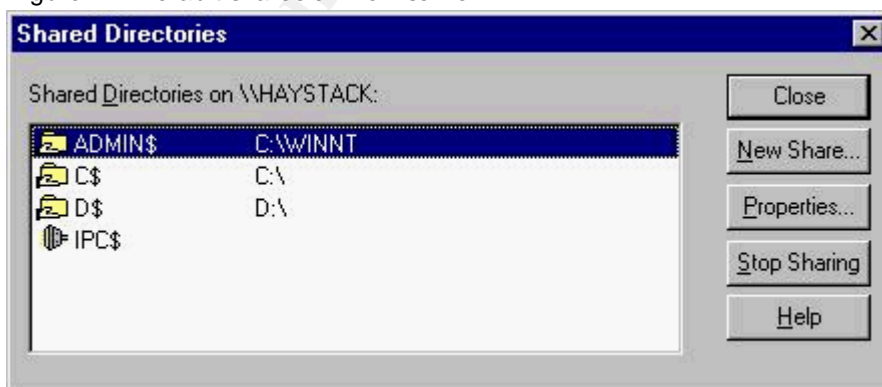 Shared Directories
Shared Directories on \\HAYSTACK:
ADMIN$ C:\WINNT
C$ C:\
D$ D:\
IPC$
Close
New Share...
Properties...
Stop Sharing
Help